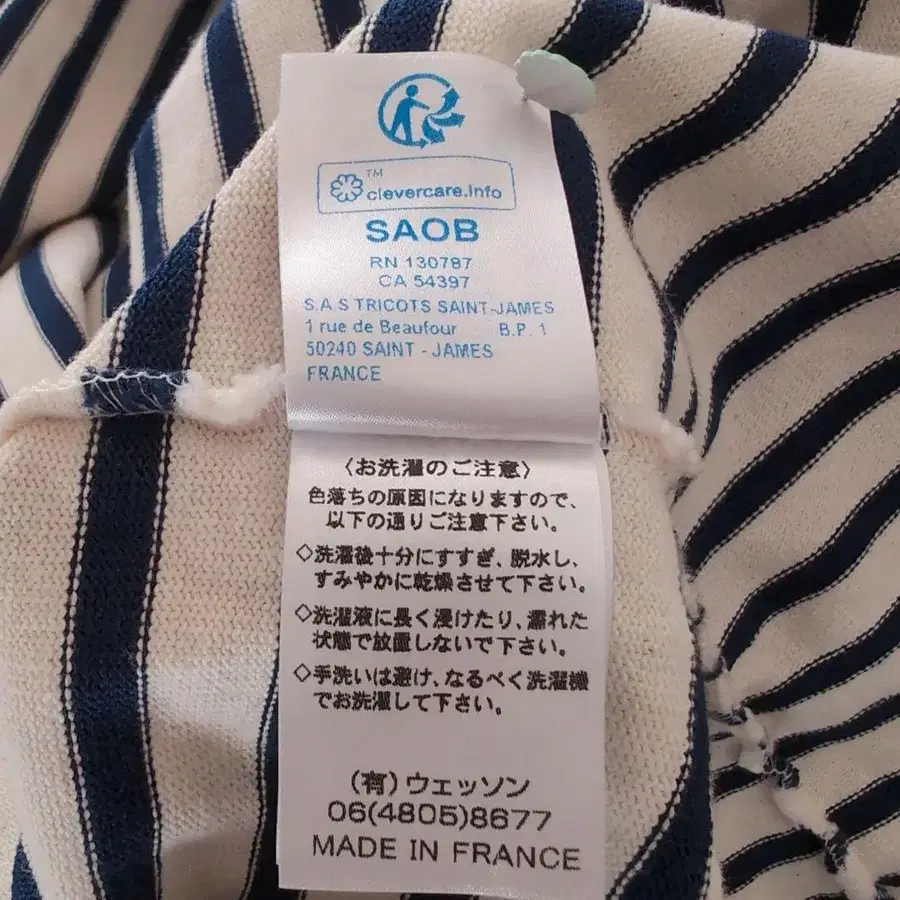 ™
clevercare.info
SAOB
RN 130787
CA 54397
S.A.S TRICOTS SAINT-JAMES
1 rue de Beaufour B.P. 1
50240 SAINT - JAMES
FRANCE
〈お洗濯のご注意〉
色落ちの原因になりますので、
以下の通りご注意下さい。
◇洗濯後十分にすすぎ、脱水し、
すみやかに乾燥させて下さい。
◇洗濯液に長く浸けたり、濡れた
状態で放置しないで下さい。
◇手洗いは避け、なるべく洗濯機
でお洗濯して下さい。
(有)ウェッソン
06(4805)8677
MADE IN FRANCE